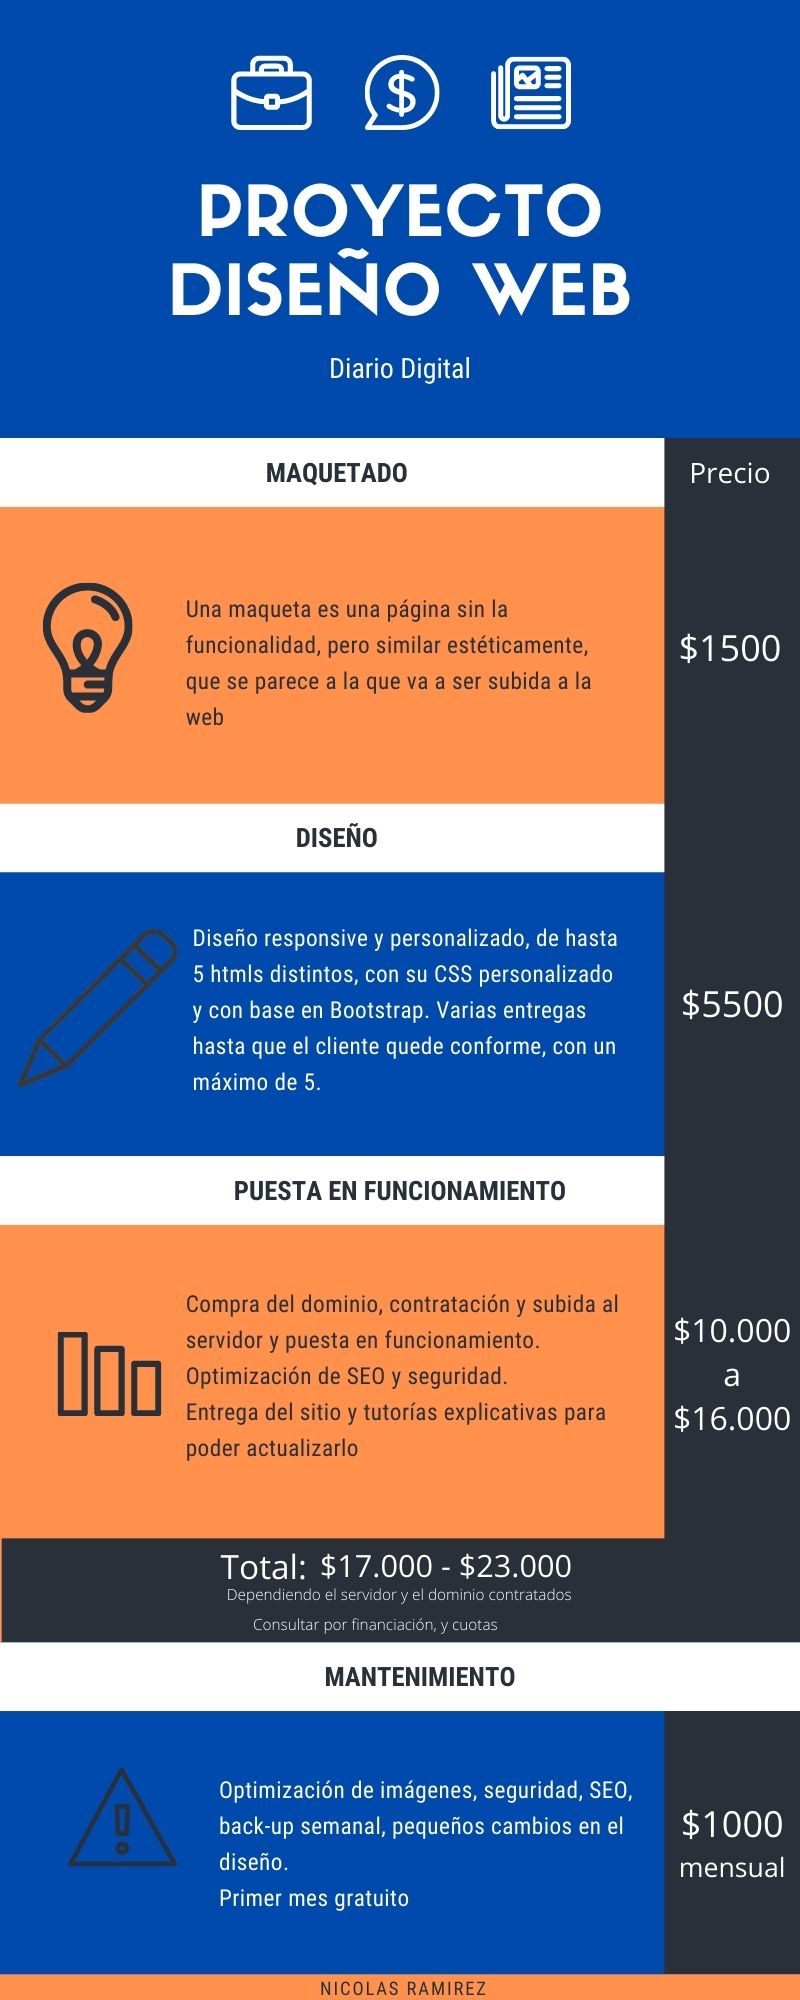 PROYECTO
DISEÑO WEB
Diario Digital
MAQUETADO
Precio
Una maqueta es una página sin la
funcionalidad, pero similar estéticamente,
que se parece a la que va a ser subida a la
web
$1500
DISEÑO
Diseño responsive y personalizado, de hasta
5 htmls distintos, con su CSS personalizado
y con base en Bootstrap. Varias entregas
hasta que el cliente quede conforme, con un
máximo de 5.
$5500
PUESTA EN FUNCIONAMIENTO
Compra del dominio, contratación y subida al
servidor y puesta en funcionamiento.
Optimización de SEO y seguridad.
Entrega del sitio y tutorías explicativas para
poder actualizarlo
$10.000
a
$16.000
Total: $17.000 - $23.000
Dependiendo el servidor y el dominio contratados
Consultar por financiación, y cuotas
MANTENIMIENTO
Optimización de imágenes, seguridad, SEO,
back-up semanal, pequeños cambios en el
diseño.
Primer mes gratuito
$1000
mensual
NICOLAS RAMIREZ